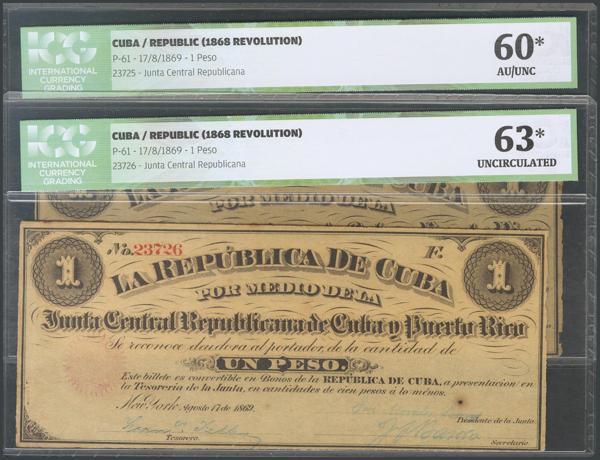 ICG
INTERNATIONAL
CURRENCY
GRADING
CUBA / REPUBLIC (1868 REVOLUTION)
P-61 - 17/8/1869 - 1 Peso
23725 - Junta Central Republicana
60*
AU/UNC
ICG
INTERNATIONAL
CURRENCY
GRADING
CUBA / REPUBLIC (1868 REVOLUTION)
P-61 - 17/8/1869 - 1 Peso
23726 - Junta Central Republicana
63*
UNCIRCULATED
POR MEDIO DE LA
No. 23726
F.
1
LA REPÚBLICA DE CUBA
1
POR MEDIO DE LA
Junta Central Republicana de Cuba y Puerto Rico
Se reconoce deudora al portador, de la cantidad de
UN PESO.
Este billete es convertible en Bonos de la REPÚBLICA DE CUBA, a presentacion en
la Tesoreria de la Junta, en cantidades de cien pesos á lo ménos.
New York, Agosto 17 de 1869.
Presidente de la Junta.
Tesorero.
Secretario.